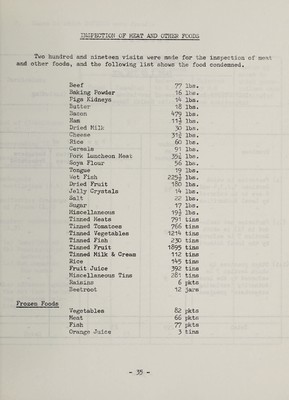 INSPECTION OF MEAT AND OTHER FOODS
Two hundred and nineteen visits were made for the inspection of meat
and other foods, and the following list shows the food condemned.
Beef 77 lbs.
Baking Powder 16 lbs.
Pigs Kidneys 14 lbs.
Butter 18 lbs.
Bacon 479 lbs.
Ham 11½ lbs.
Dried Milk 30 lbs.
Cheese 31½ lbs.
Rice 60 lbs.
Cereals 91 lbs.
Pork Luncheon Meat lbs.
Soya Flour 56 lbs.
Tongue 19 lbs.
Wet Fish lbs.
Dried Fruit 180 lbs.
Jelly Crystals 14 lbs.
Salt 22 lbs.
Sugar 17 lbs.
Miscellaneous lbs.
Tinned Meats 791 tins
Tinned Tomatoes 766 tins
Tinned Vegetables 1214 tins
Tinned Fish 230 tins
Tinned Fruit 1895 tins
Tinned Milk & Cream 112 tins
Rice 145 tins
Fruit Juice 392 tins
Miscellaneous Tins 281 tins
Raisins 6 pkts
Beetroot 12 jars
Frozen Foods
Vegetables 82 pkts
Meat 66 pkts
Fish 77 pkts
Orange Juice 3 tins
- 35 -